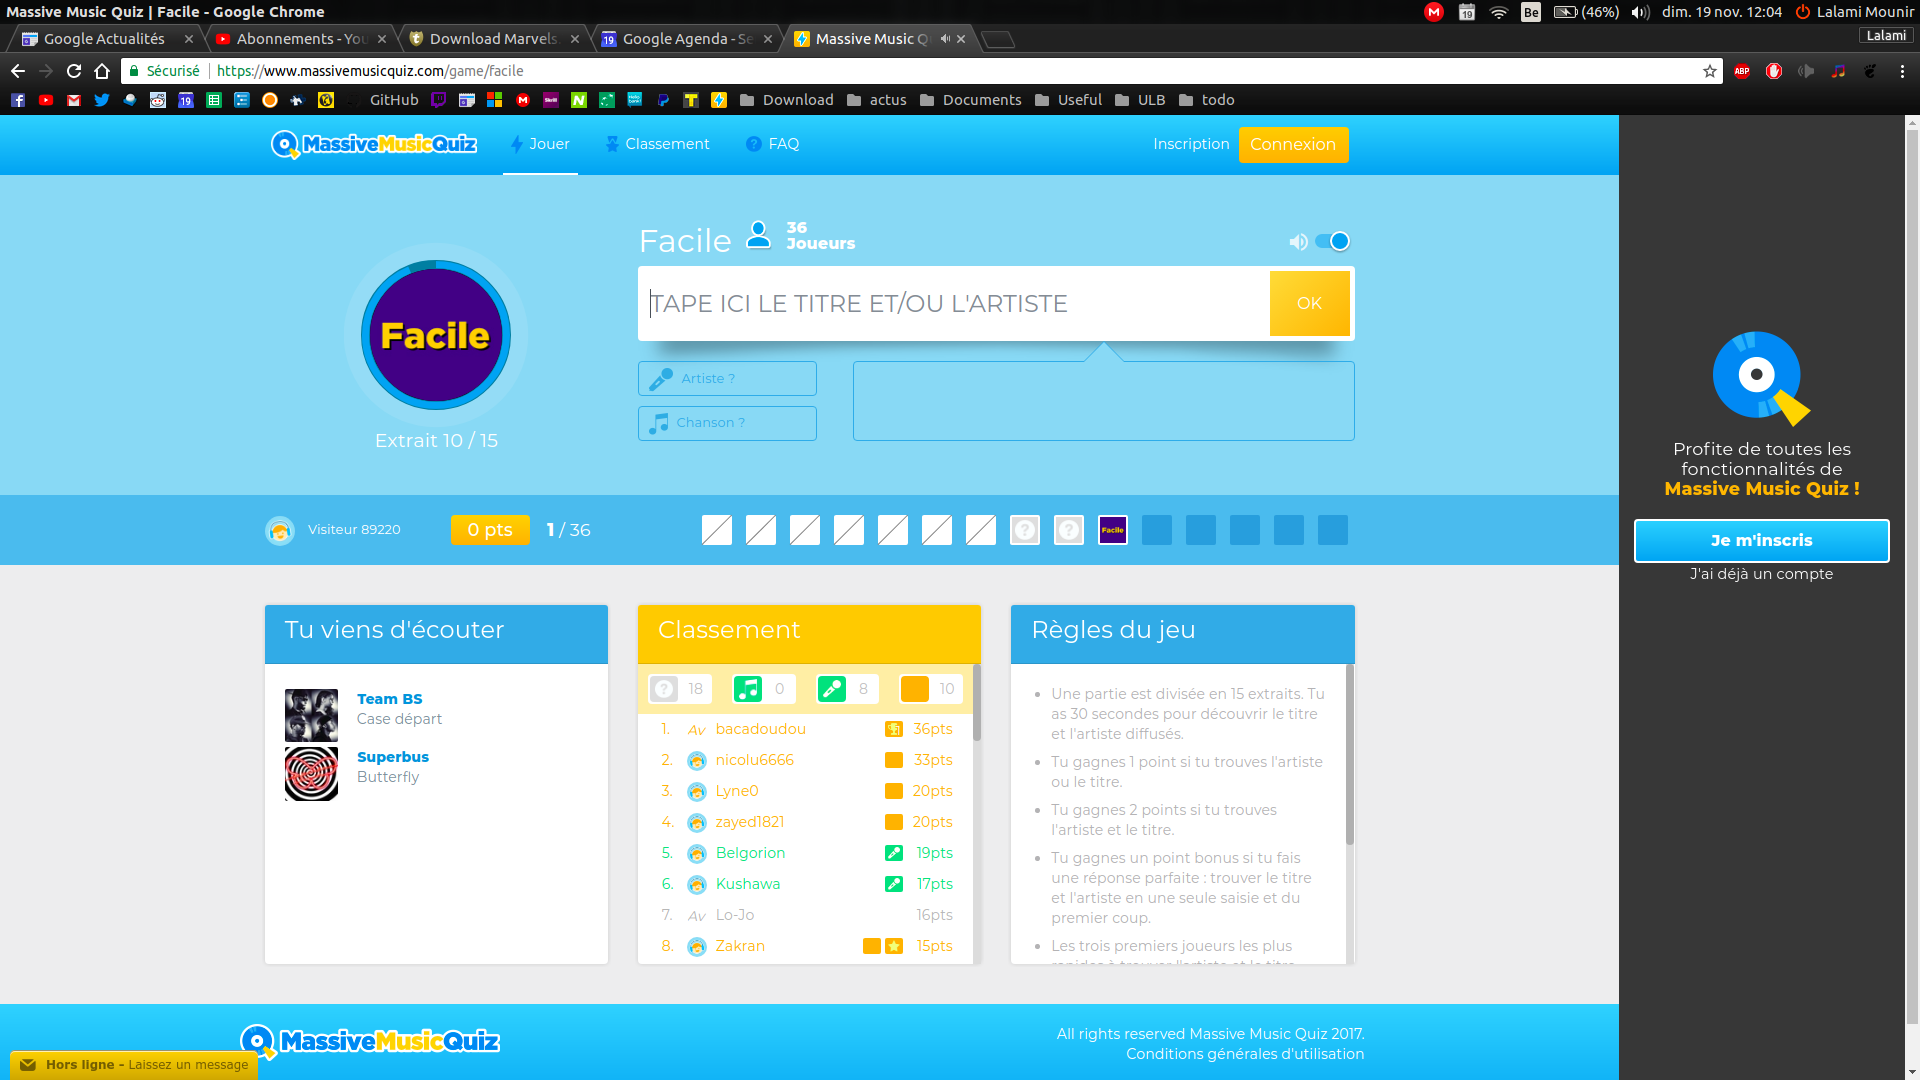 Massive Music Quiz | Facile - Google Chrome
19
Be
(46%)
dim. 19 nov. 12:04
Lalami Mounir
Google Actualités
Abonnements - You
Download Marvels
Google Agenda - Se
Massive Music Q
Lalami
Sécurisé
https://www.massivemusicquiz.com/game/facile
ABP
GitHub
Download
actus
Documents
Useful
ULB
todo
MassiveMusicQuiz
Jouer
Classement
FAQ
Inscription
Connexion
Facile
36
Joueurs
TAPE ICI LE TITRE ET/OU L'ARTISTE
OK
Facile
Artiste ?
Chanson ?
Extrait 10 / 15
Visiteur 89220
0 pts
1 / 36
Facile
Profite de toutes les
fonctionnalités de
Massive Music Quiz !
Je m'inscris
J'ai déjà un compte
Tu viens d'écouter
Team BS
Case départ
Superbus
Butterfly
Classement
18
0
8
10
1. Av bacadoudou 36pts
2. nicolu6666 33pts
3. Lyne0 20pts
4. zayed1821 20pts
5. Belgorion 19pts
6. Kushawa 17pts
7. Av Lo-Jo 16pts
8. Zakran 15pts
Règles du jeu
Une partie est divisée en 15 extraits. Tu
as 30 secondes pour découvrir le titre
et l'artiste diffusés.
Tu gagnes 1 point si tu trouves l'artiste
ou le titre.
Tu gagnes 2 points si tu trouves
l'artiste et le titre.
Tu gagnes un point bonus si tu fais
une réponse parfaite : trouver le titre
et l'artiste en une seule saisie et du
premier coup.
Les trois premiers joueurs les plus
rapides à trouver l'artiste et le titre
MassiveMusicQuiz
All rights reserved Massive Music Quiz 2017.
Conditions générales d'utilisation
Hors ligne - Laissez un message